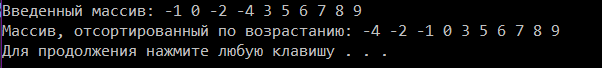 Введенный массив: -1 0 -2 -4 3 5 6 7 8 9
Массив, отсортированный по возрастанию: -4 -2 -1 0 3 5 6 7 8 9
Для продолжения нажмите любую клавишу . . .